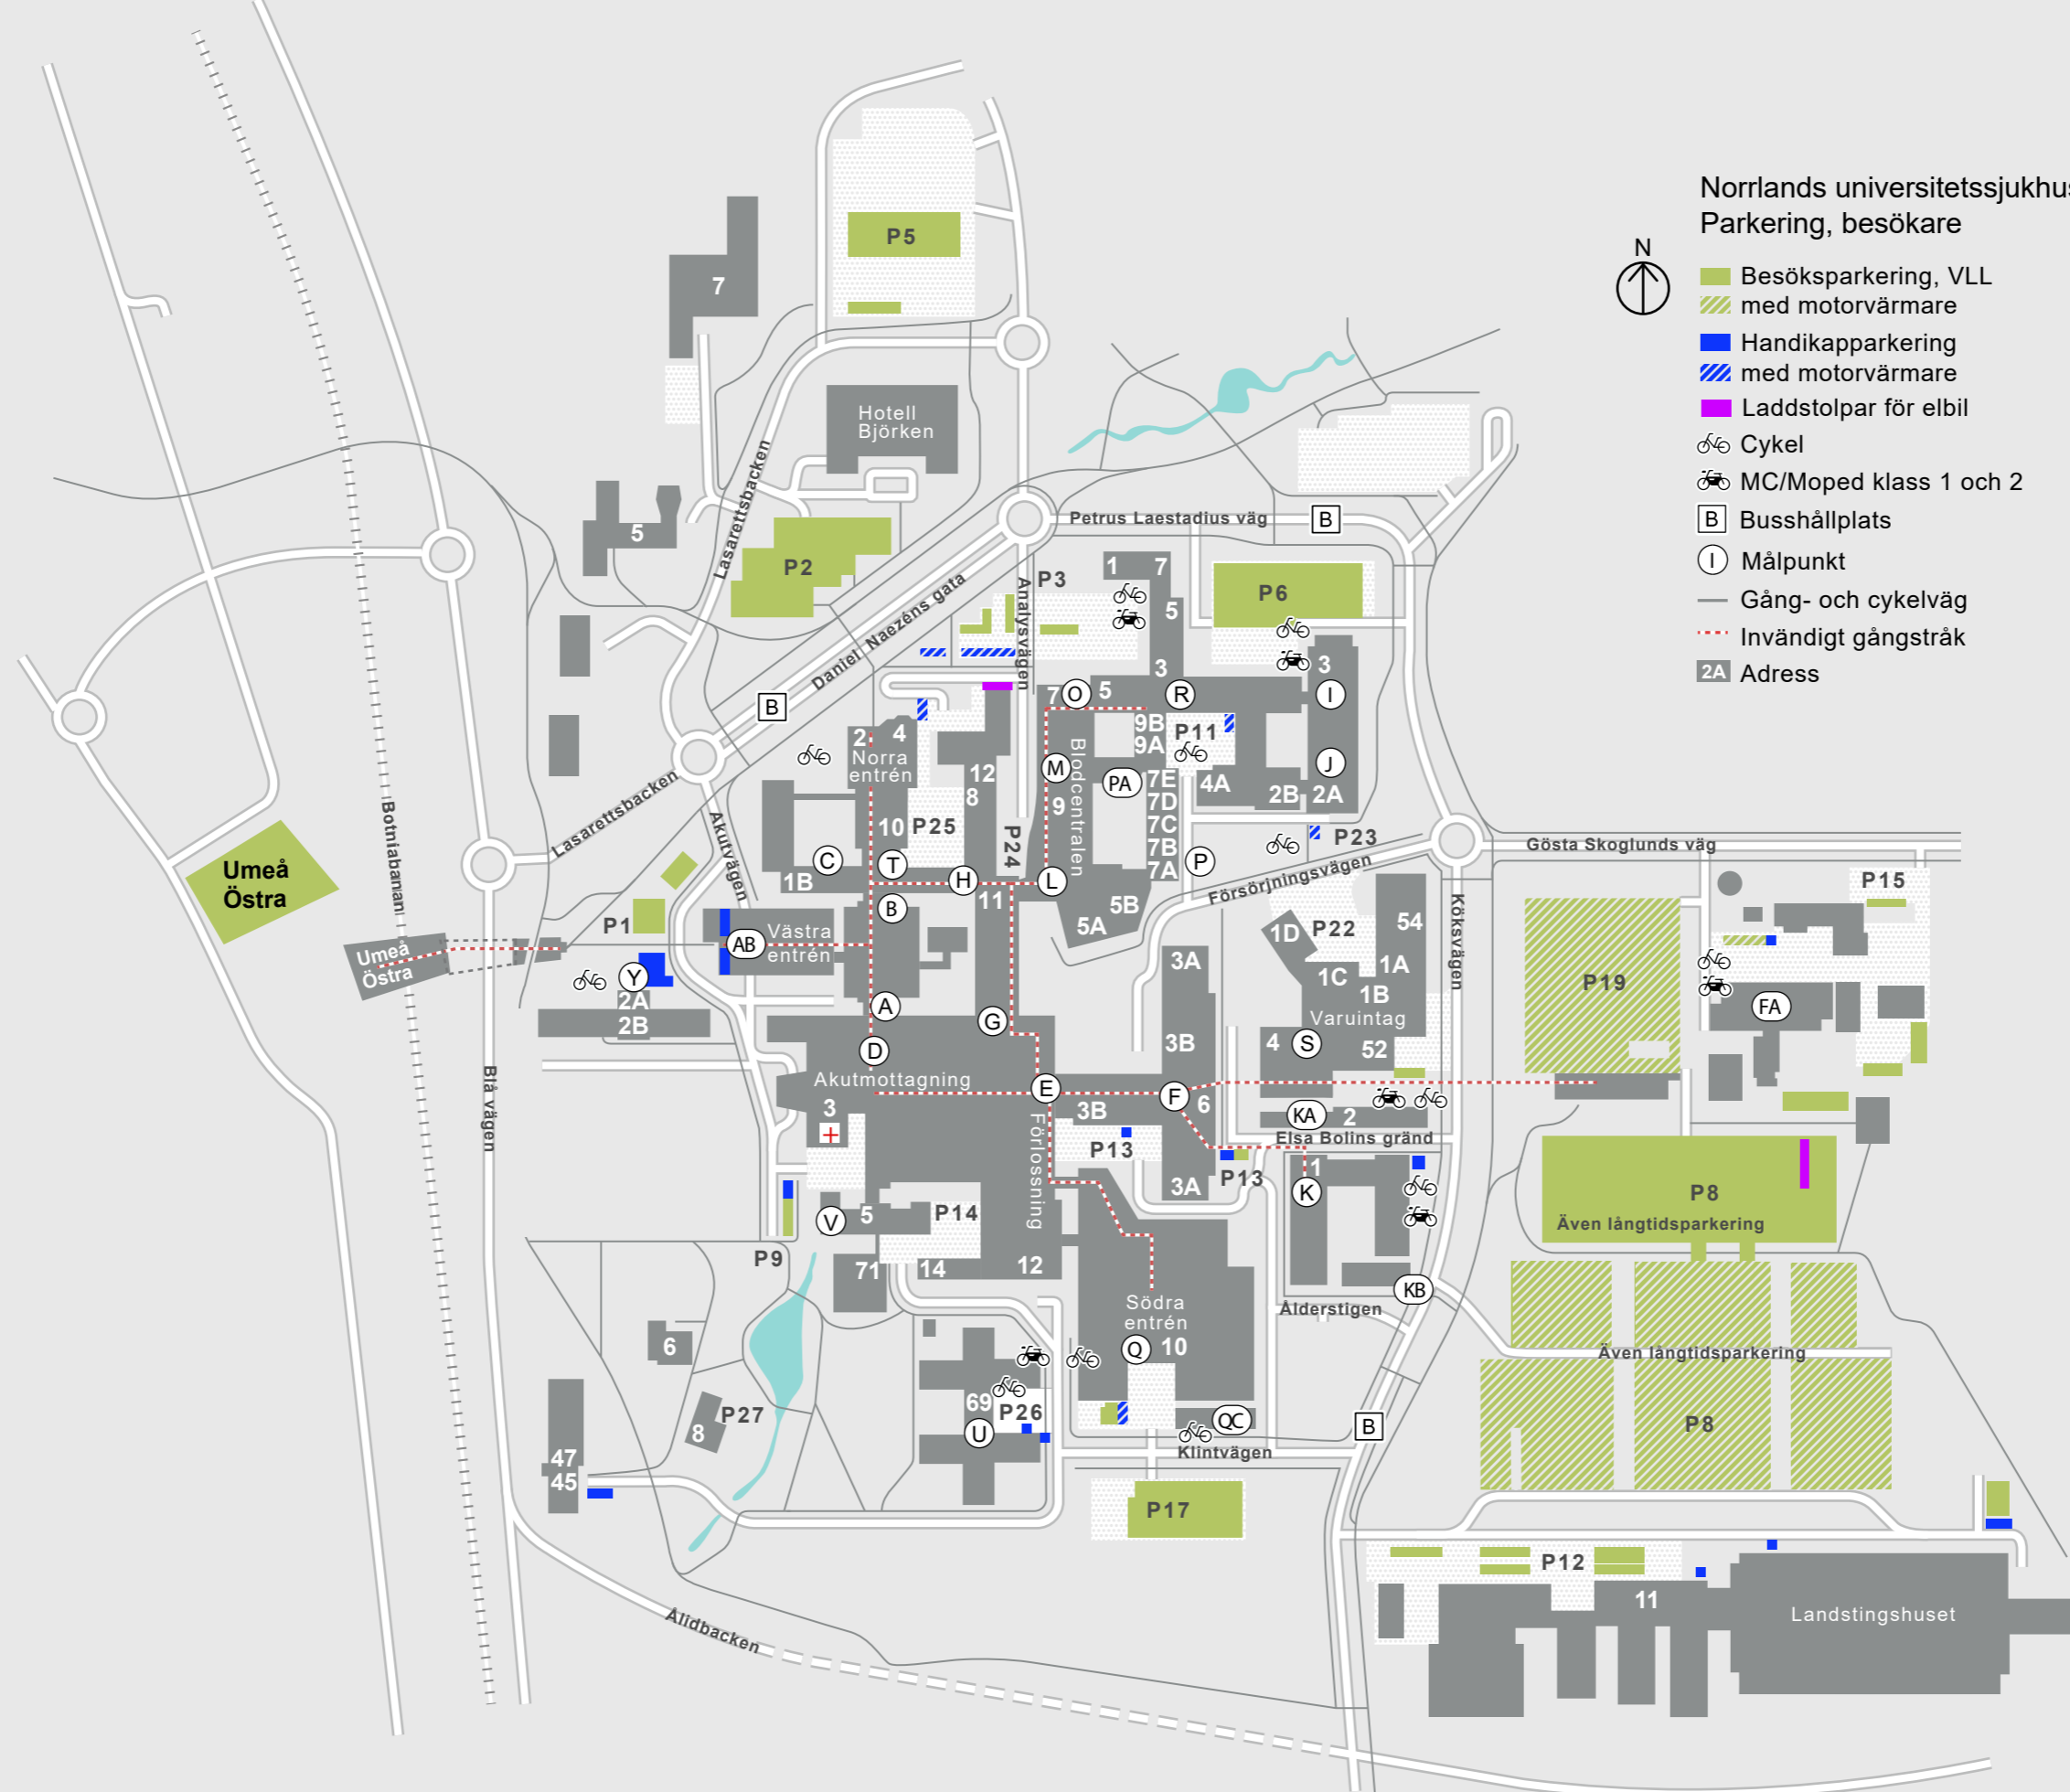 Norrlands universitetssjukhus
Parkering, besökare
N
Besöksparkering, VLL
med motorvärmare
Handikapparkering
med motorvärmare
Laddstolpar för elbil
Cykel
MC/Moped klass 1 och 2
B Busshållplats
I Målpunkt
Gång- och cykelväg
Invändigt gångstråk
2A Adress
P5
7
Hotell
Björken
Lasarettsbacken
5
P2
Daniel Naezéns gata
Analysvägen
P3
Petrus Laestadius väg
B
1
7
5
3
P6
3
I
J
B
7
O
5
R
9B
9A
P11
M
PA
Blodcentralen
9
7E
7D
7C
7B
7A
4A
2B
2A
P
P23
2
4
Norra
entrén
12
8
10
P25
P24
C
T
1B
H
L
B
11
5B
5A
Lasarettsbacken
Akutvägen
Botniabanan
Umeå
Östra
Umeå
Östra
P1
AB
Västra
entrén
Y
2A
2B
A
G
D
Akutmottagning
3
E
Blå vägen
Försörjningsvägen
Gösta Skoglunds väg
Köksvägen
1D
P22
54
1A
1C
1B
Varuintag
3A
3B
4
S
52
F
6
3B
KA
2
Elsa Bolins gränd
P13
P13
3A
Förlossning
1
K
P19
P15
FA
P8
Även långtidsparkering
Även långtidsparkering
P8
V
5
P14
P9
71
14
12
Södra
entrén
Q
10
KB
Ålderstigen
6
P27
8
69
P26
U
QC
B
Klintvägen
47
45
P17
P12
11
Landstingshuset
Ålidbacken